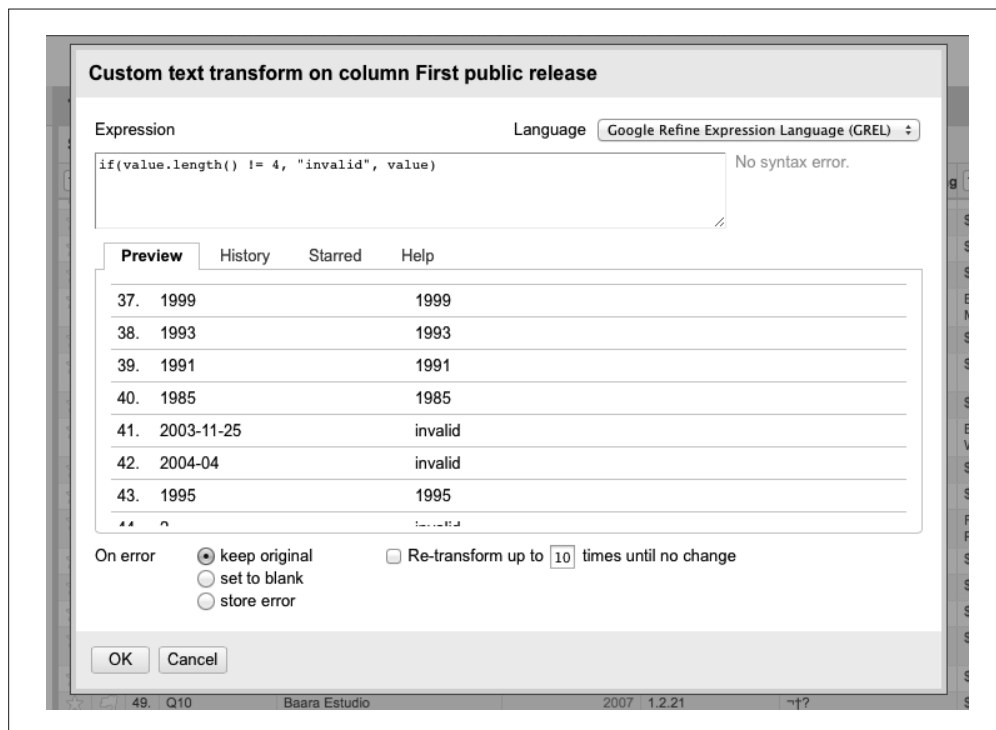 Custom text transform on column First public release
Expression
Language Google Refine Expression Language (GREL)
if(value.length() != 4, "invalid", value)
No syntax error.
Preview History Starred Help
37. 1999 1999
38. 1993 1993
39. 1991 1991
40. 1985 1985
41. 2003-11-25 invalid
42. 2004-04 invalid
43. 1995 1995
44. ? invalid
On error keep original Re-transform up to 10 times until no change
set to blank
store error
OK Cancel
49. Q10 Baara Estudio 2007 1.2.21 ¬†?